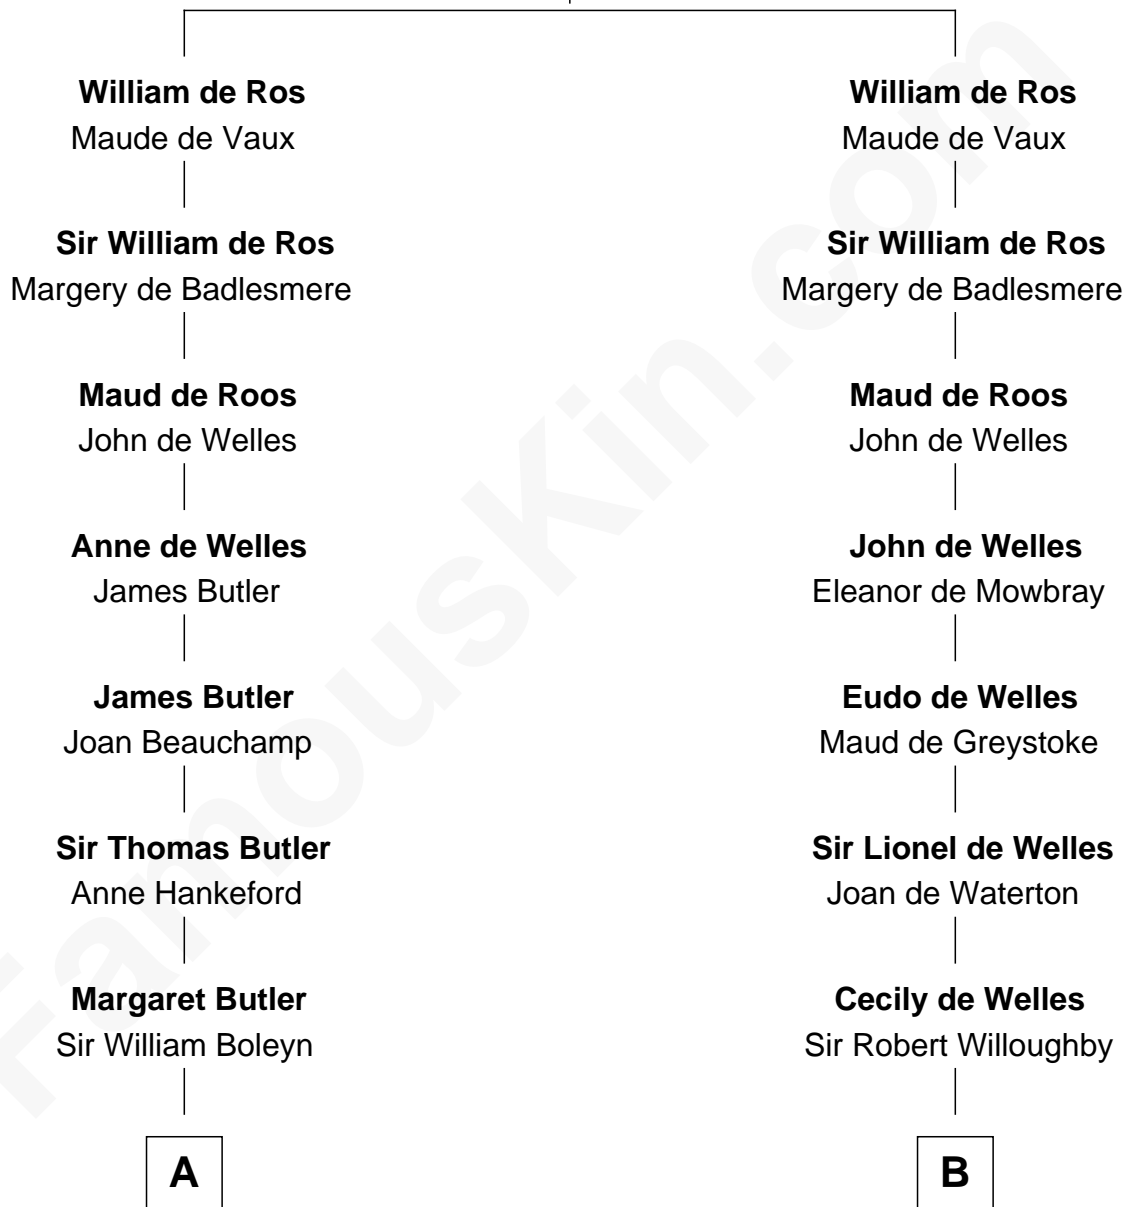 William de Ros
Maude de Vaux
Sir William de Ros
Margery de Badlesmere
Maud de Roos
John de Welles
Anne de Welles
James Butler
James Butler
Joan Beauchamp
Sir Thomas Butler
Anne Hankeford
Margaret Butler
Sir William Boleyn
A
William de Ros
Maude de Vaux
Sir William de Ros
Margery de Badlesmere
Maud de Roos
John de Welles
John de Welles
Eleanor de Mowbray
Eudo de Welles
Maud de Greystoke
Sir Lionel de Welles
Joan de Waterton
Cecily de Welles
Sir Robert Willoughby
B
FamousKin.com